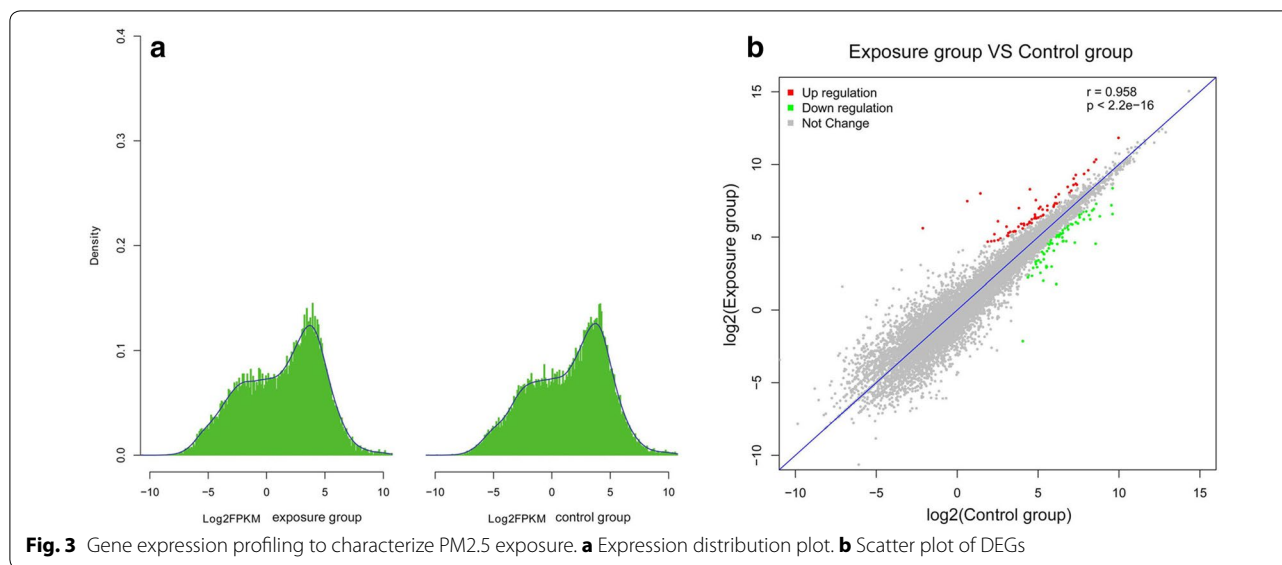 a
0.4
0.3
0.2
0.1
0.0
Density
-10 -5 0 5 10
Log2FPKM exposure group
-10 -5 0 5 10
Log2FPKM control group
b
Exposure group VS Control group
Up regulation
Down regulation
Not Change
r = 0.958
p < 2.2e-16
15
10
5
0
-5
-10
log2(Exposure group)
-10 -5 0 5 10 15
log2(Control group)
Fig. 3 Gene expression profiling to characterize PM2.5 exposure. a Expression distribution plot. b Scatter plot of DEGs